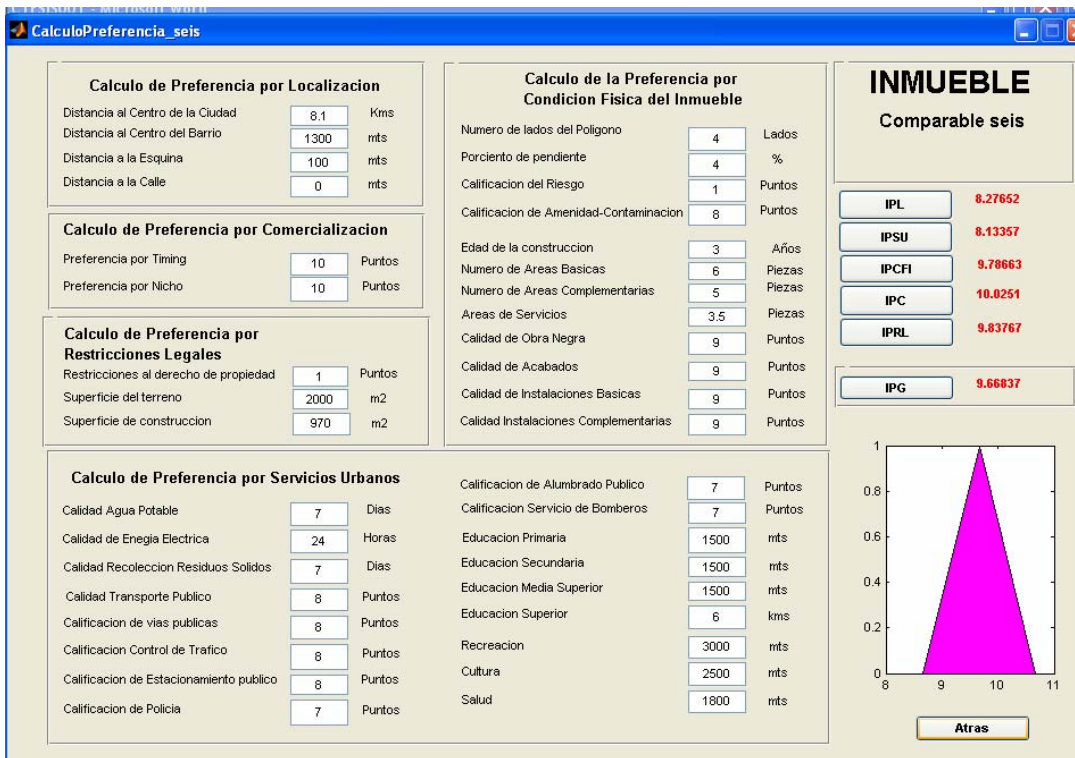 CalculoPreferencia_seis
Calculo de Preferencia por Localizacion
Distancia al Centro de la Ciudad 8.1 Kms
Distancia al Centro del Barrio 1300 mts
Distancia a la Esquina 100 mts
Distancia a la Calle 0 mts
Calculo de Preferencia por Comercializacion
Preferencia por Timing 10 Puntos
Preferencia por Nicho 10 Puntos
Calculo de Preferencia por
Restricciones Legales
Restricciones al derecho de propiedad 1 Puntos
Superficie del terreno 2000 m2
Superficie de construccion 970 m2
Calculo de la Preferencia por
Condicion Fisica del Inmueble
Numero de lados del Poligono 4 Lados
Porciento de pendiente 4 %
Calificacion del Riesgo 1 Puntos
Calificacion de Amenidad-Contaminacion 8 Puntos
Edad de la construccion 3 Años
Numero de Areas Basicas 6 Piezas
Numero de Areas Complementarias 5 Piezas
Areas de Servicios 3.5 Piezas
Calidad de Obra Negra 9 Puntos
Calidad de Acabados 9 Puntos
Calidad de Instalaciones Basicas 9 Puntos
Calidad Instalaciones Complementarias 9 Puntos
INMUEBLE
Comparable seis
IPL 8.27652
IPSU 8.13357
IPCFI 9.78663
IPC 10.0251
IPRL 9.83767
IPG 9.66837
Calculo de Preferencia por Servicios Urbanos
Calidad Agua Potable 7 Dias
Calidad de Enegia Electrica 24 Horas
Calidad Recoleccion Residuos Solidos 7 Dias
Calidad Transporte Publico 8 Puntos
Calificacion de vias publicas 8 Puntos
Calificacion Control de Trafico 8 Puntos
Calificacion de Estacionamiento publico 8 Puntos
Calificacion de Policia 7 Puntos
Calificacion de Alumbrado Publico 7 Puntos
Calificacion Servicio de Bomberos 7 Puntos
Educacion Primaria 1500 mts
Educacion Secundaria 1500 mts
Educacion Media Superior 1500 mts
Educacion Superior 6 kms
Recreacion 3000 mts
Cultura 2500 mts
Salud 1800 mts
1
0.8
0.6
0.4
0.2
0
8 9 10 11
Atras